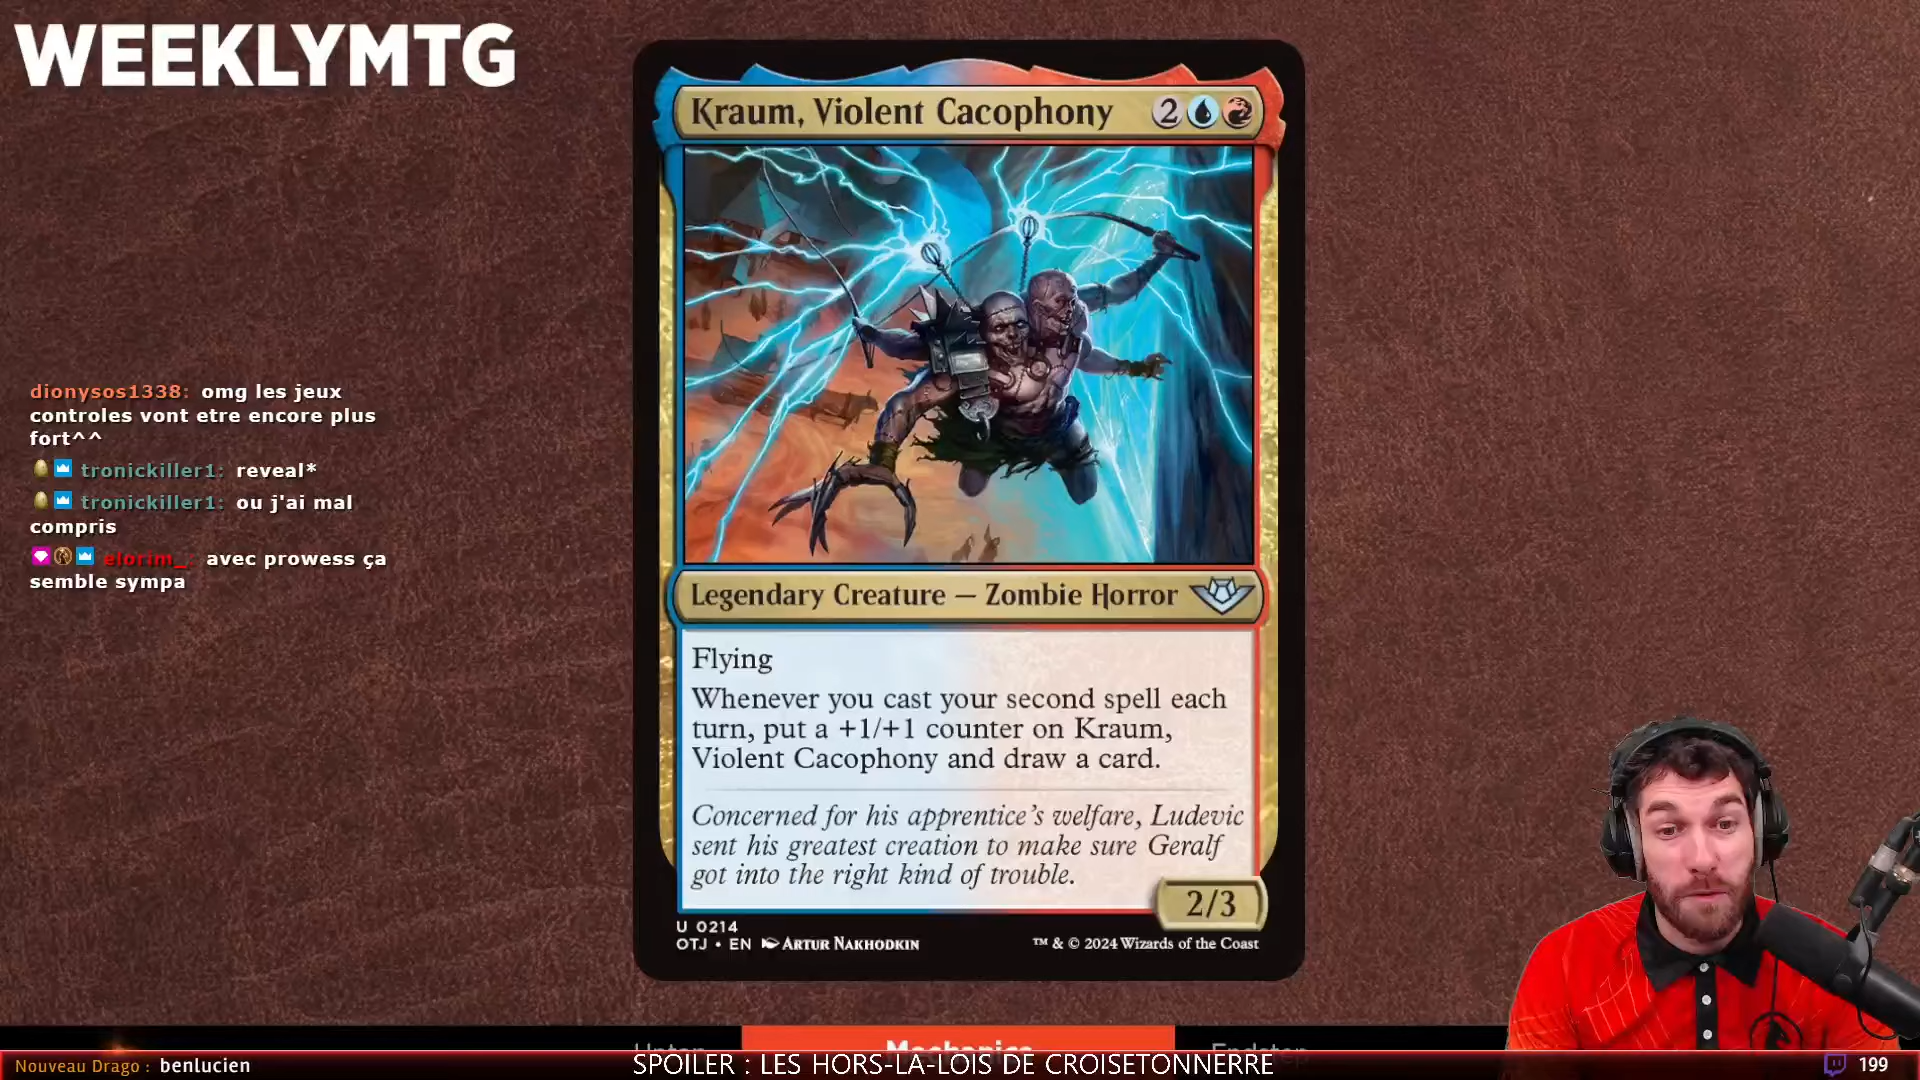 WEEKLYMTG
Kraum, Violent Cacophony 2
dionysos1338: omg les jeux
controles vont etre encore plus
fort^^
tronickiller1: reveal*
tronickiller1: ou j'ai mal
compris
elorim_: avec prowess ça
semble sympa
Legendary Creature — Zombie Horror
Flying
Whenever you cast your second spell each
turn, put a +1/+1 counter on Kraum,
Violent Cacophony and draw a card.
Concerned for his apprentice's welfare, Ludevic
sent his greatest creation to make sure Geralf
got into the right kind of trouble.
2/3
U 0214
OTJ • EN ARTUR NAKHODKIN
™ & © 2024 Wizards of the Coast
Mechanics
Nouveau Drago : benlucien
SPOILER : LES HORS-LA-LOIS DE CROISETONNERRE
199